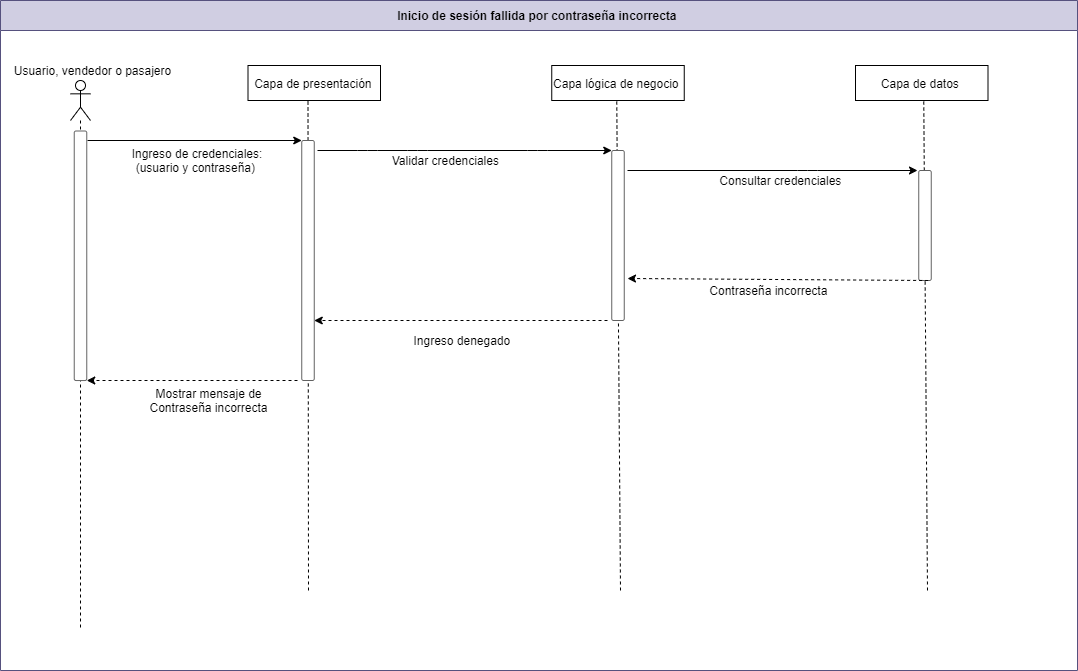 Inicio de sesión fallida por contraseña incorrecta
Usuario, vendedor o pasajero
Capa de presentación
Capa lógica de negocio
Capa de datos
Ingreso de credenciales:
(usuario y contraseña)
Validar credenciales
Consultar credenciales
Contraseña incorrecta
Ingreso denegado
Mostrar mensaje de
Contraseña incorrecta